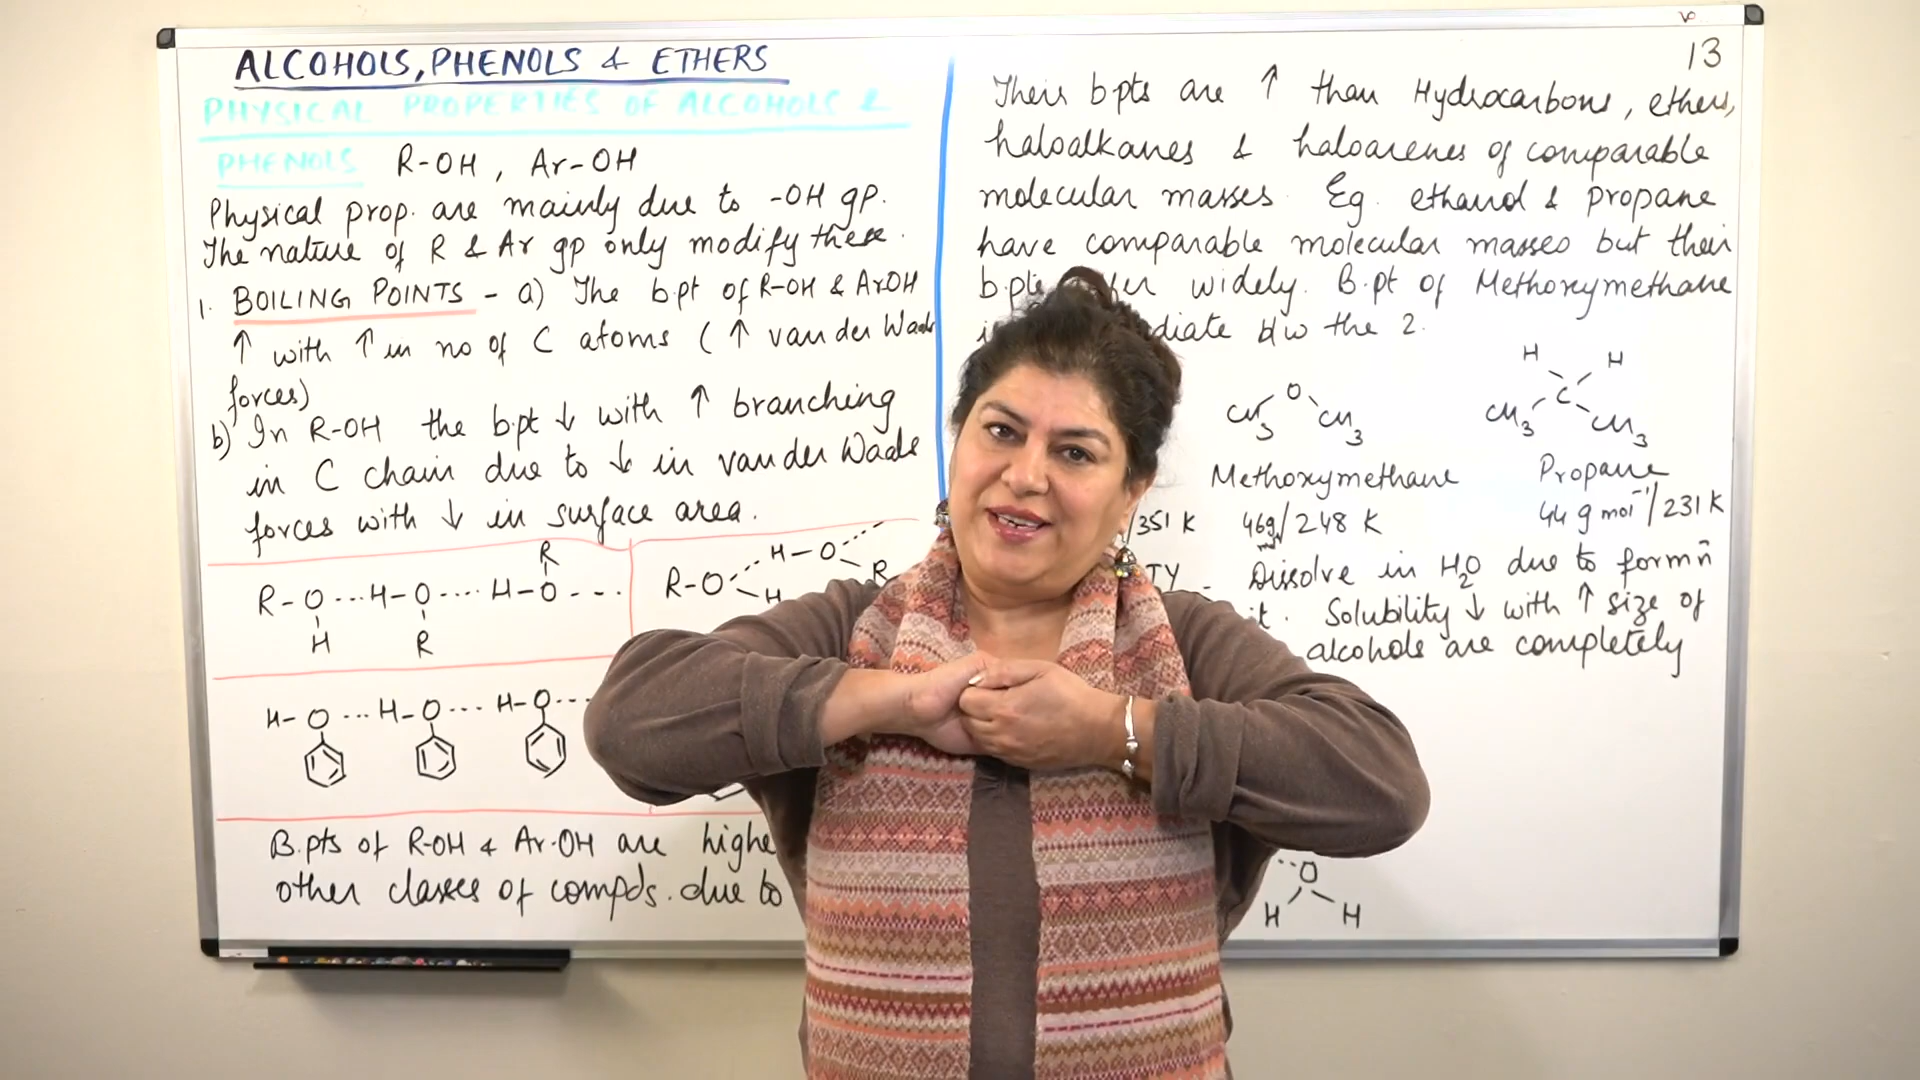 ALCOHOLS, PHENOLS & ETHERS
PHYSICAL PROPERTIES OF ALCOHOLS &
PHENOLS R-OH, Ar-OH
Physical prop. are mainly due to -OH gp.
The nature of R & Ar gp only modify these.
1. BOILING POINTS - a) The b.pt of R-OH & ArOH
↑ with ↑ in no of C atoms (↑ van der Waals
forces)
b) In R-OH the b.pt ↓ with ↑ branching
in C chain due to ↓ in van der Waals
forces with ↓ in surface area.
R
R-O---H-O----H-O---
H R
H-O
R-O H R
H-O---H-O---H-O---
B.pts of R-OH & Ar-OH are highe
other classes of compds. due to
13
Their b pts are ↑ than Hydrocarbons, ethers,
haloalkanes & haloarenes of comparable
molecular masses. Eg. ethanol & propane
have comparable molecular masses but their
widely. B.pt of Methoxymethane
diate b/w the 2.
H H
O C
CH3 CH3 CH3 CH3
Methoxymethane Propane
/351 K 46g/mol/248 K 44 g mol⁻¹/231 K
TY - Dissolve in H2O due to formn
it. Solubility ↓ with ↑ size of
alcohols are completely
--O
H H